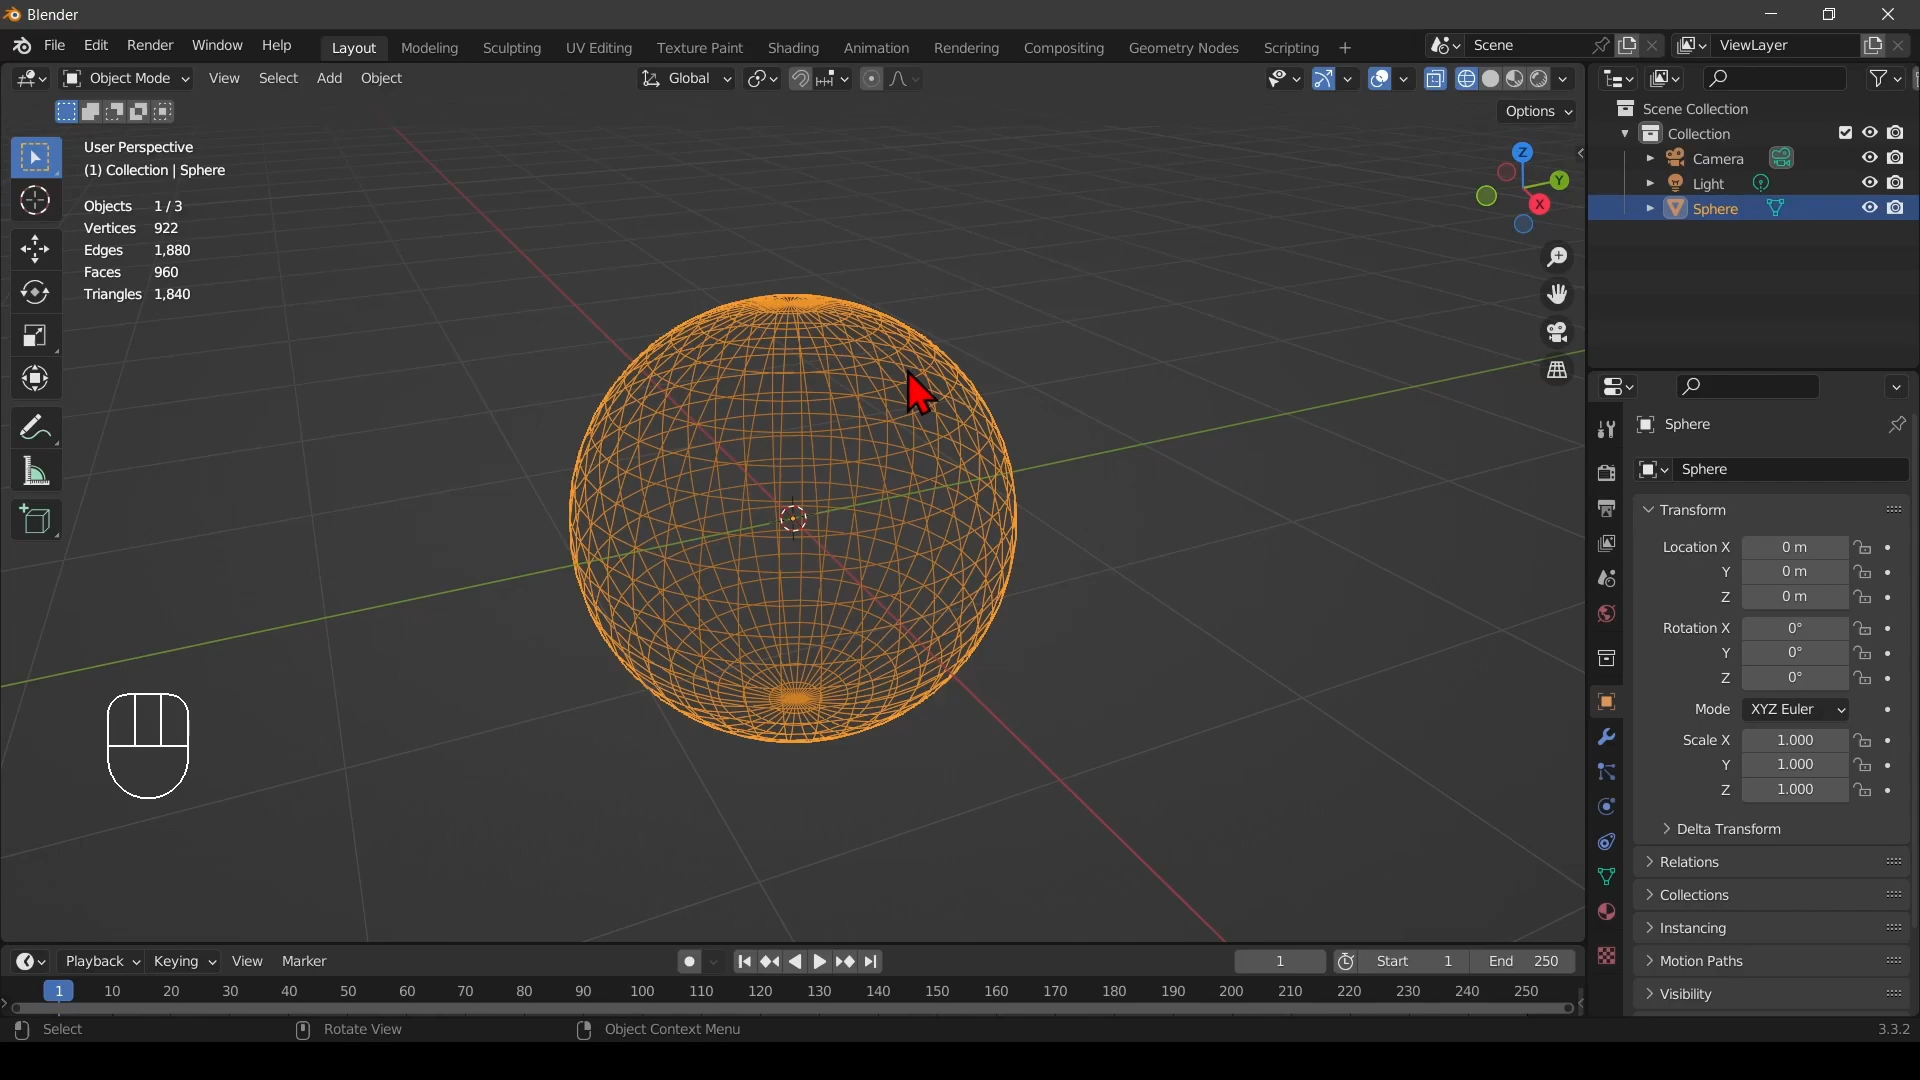 Blender
File Edit Render Window Help
Layout Modeling Sculpting UV Editing Texture Paint Shading Animation Rendering Compositing Geometry Nodes Scripting +
Scene
ViewLayer
Object Mode View Select Add Object
Global
Options
User Perspective
(1) Collection | Sphere
Objects 1/3
Vertices 922
Edges 1,880
Faces 960
Triangles 1,840
Z
Y
X
Scene Collection
Collection
Camera
Light
Sphere
Sphere
Sphere
Transform
Location X 0 m
Y 0 m
Z 0 m
Rotation X 0°
Y 0°
Z 0°
Mode XYZ Euler
Scale X 1.000
Y 1.000
Z 1.000
Delta Transform
Relations
Collections
Instancing
Motion Paths
Visibility
Playback Keying View Marker
1 Start 1 End 250
1 10 20 30 40 50 60 70 80 90 100 110 120 130 140 150 160 170 180 190 200 210 220 230 240 250
Select Rotate View Object Context Menu 3.3.2